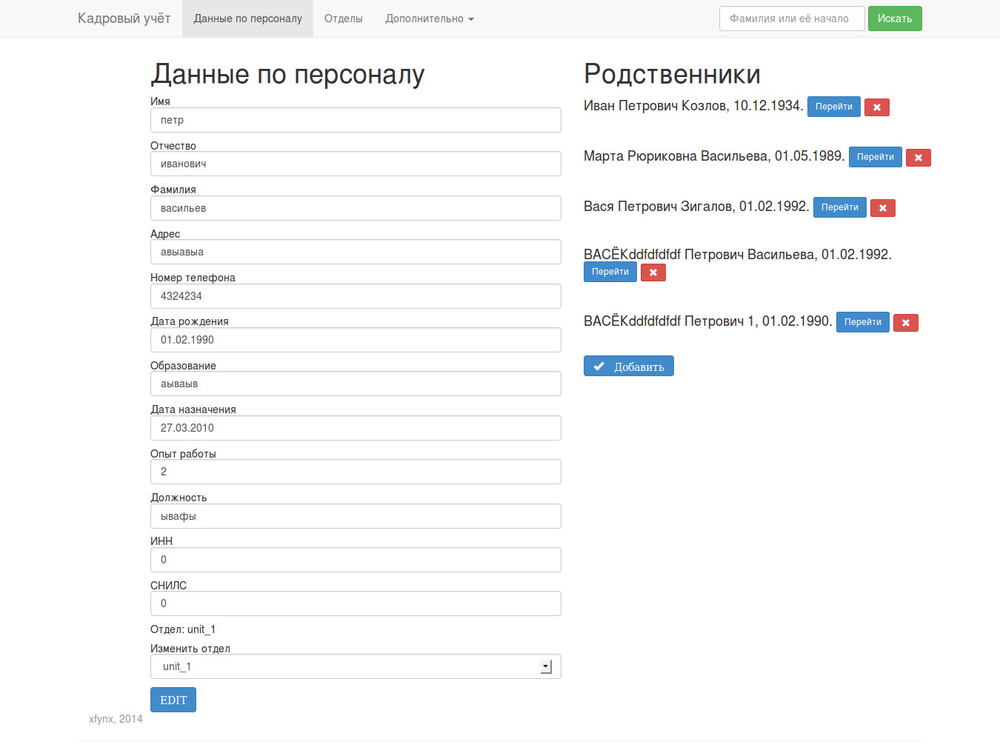 Кадровый учёт Данные по персоналу Отделы Дополнительно Фамилия или её начало Искать
Данные по персоналу
Имя
петр
Отчество
иванович
Фамилия
васильев
Адрес
авыавыа
Номер телефона
4324234
Дата рождения
01.02.1990
Образование
аываыв
Дата назначения
27.03.2010
Опыт работы
2
Должность
ывафы
ИНН
0
СНИЛС
0
Отдел: unit_1
Изменить отдел
unit_1
EDIT
Родственники
Иван Петрович Козлов, 10.12.1934. Перейти
Марта Рюриковна Васильева, 01.05.1989. Перейти
Вася Петрович Зигалов, 01.02.1992. Перейти
ВАСЁКddfdfdfdf Петрович Васильева, 01.02.1992.
Перейти
ВАСЁКddfdfdfdf Петрович 1, 01.02.1990. Перейти
Добавить
xfynx, 2014